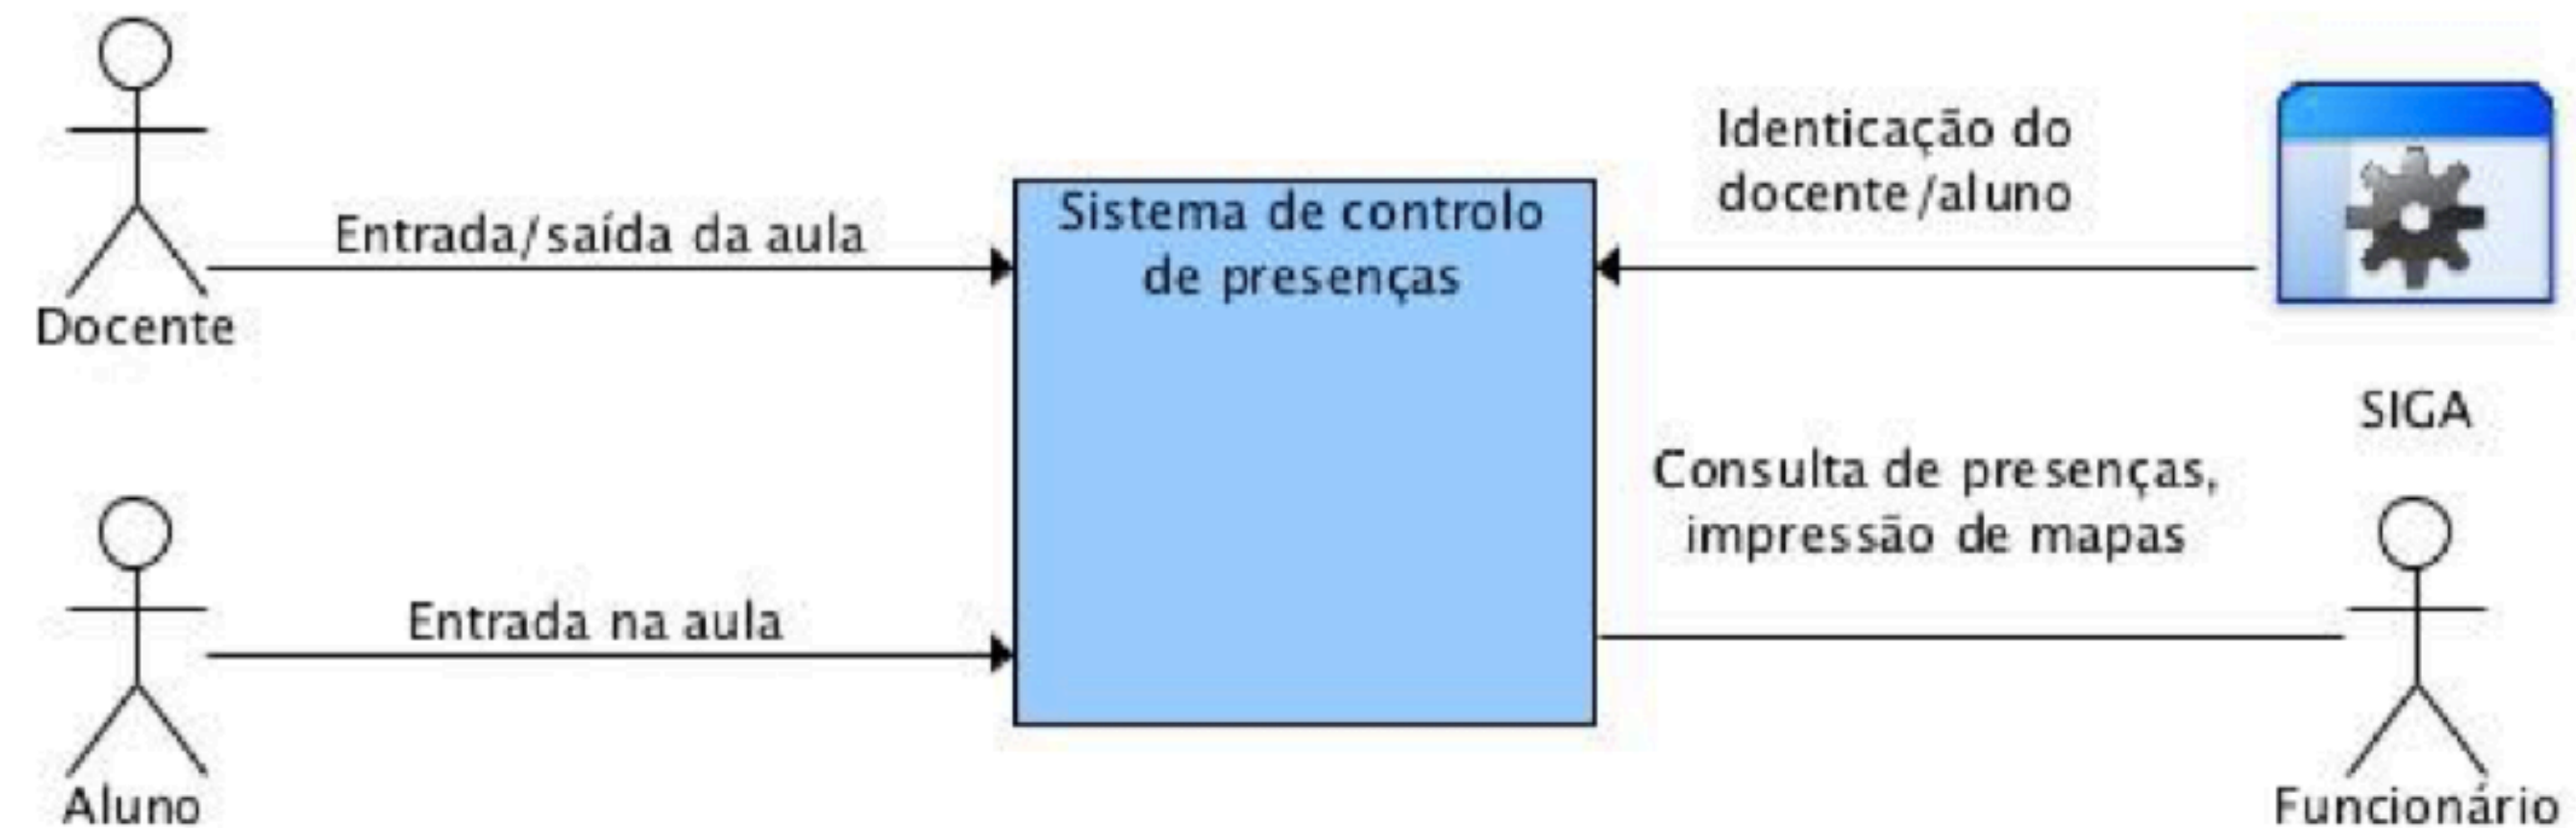 Docente
Entrada/saída da aula
Aluno
Entrada na aula
Sistema de controlo
de presenças
Identicação do
docente/aluno
SIGA
Consulta de presenças,
impressão de mapas
Funcionário